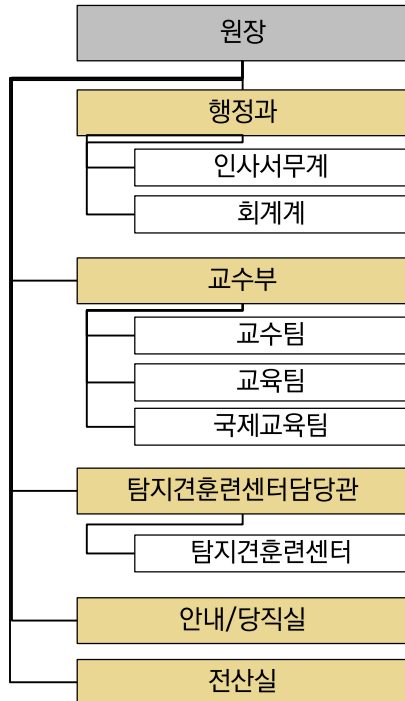 원장
행정과
인사서무계
회계계
교수부
교수팀
교육팀
국제교육팀
탐지견훈련센터담당관
탐지견훈련센터
안내/당직실
전산실